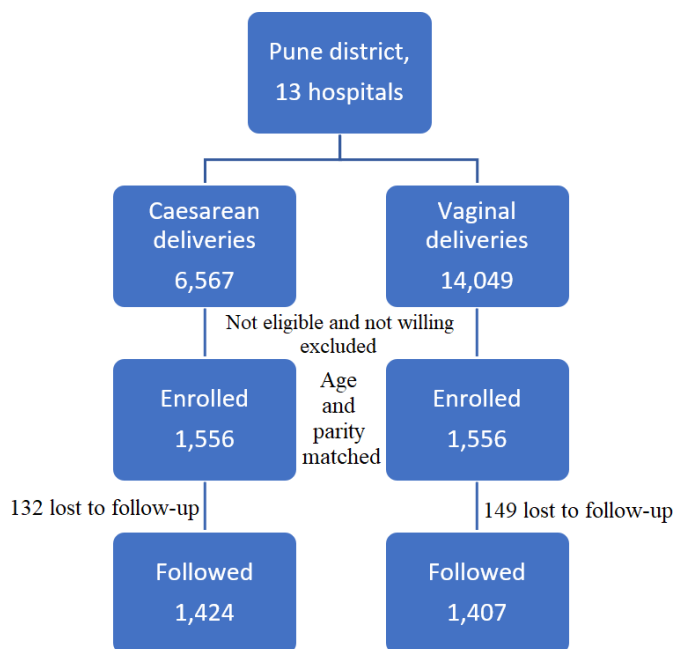 Pune district,
13 hospitals
Caesarean
deliveries
6,567
Vaginal
deliveries
14,049
Not eligible and not willing
excluded
Enrolled
1,556
Age
and
parity
matched
Enrolled
1,556
132 lost to follow-up
149 lost to follow-up
Followed
1,424
Followed
1,407